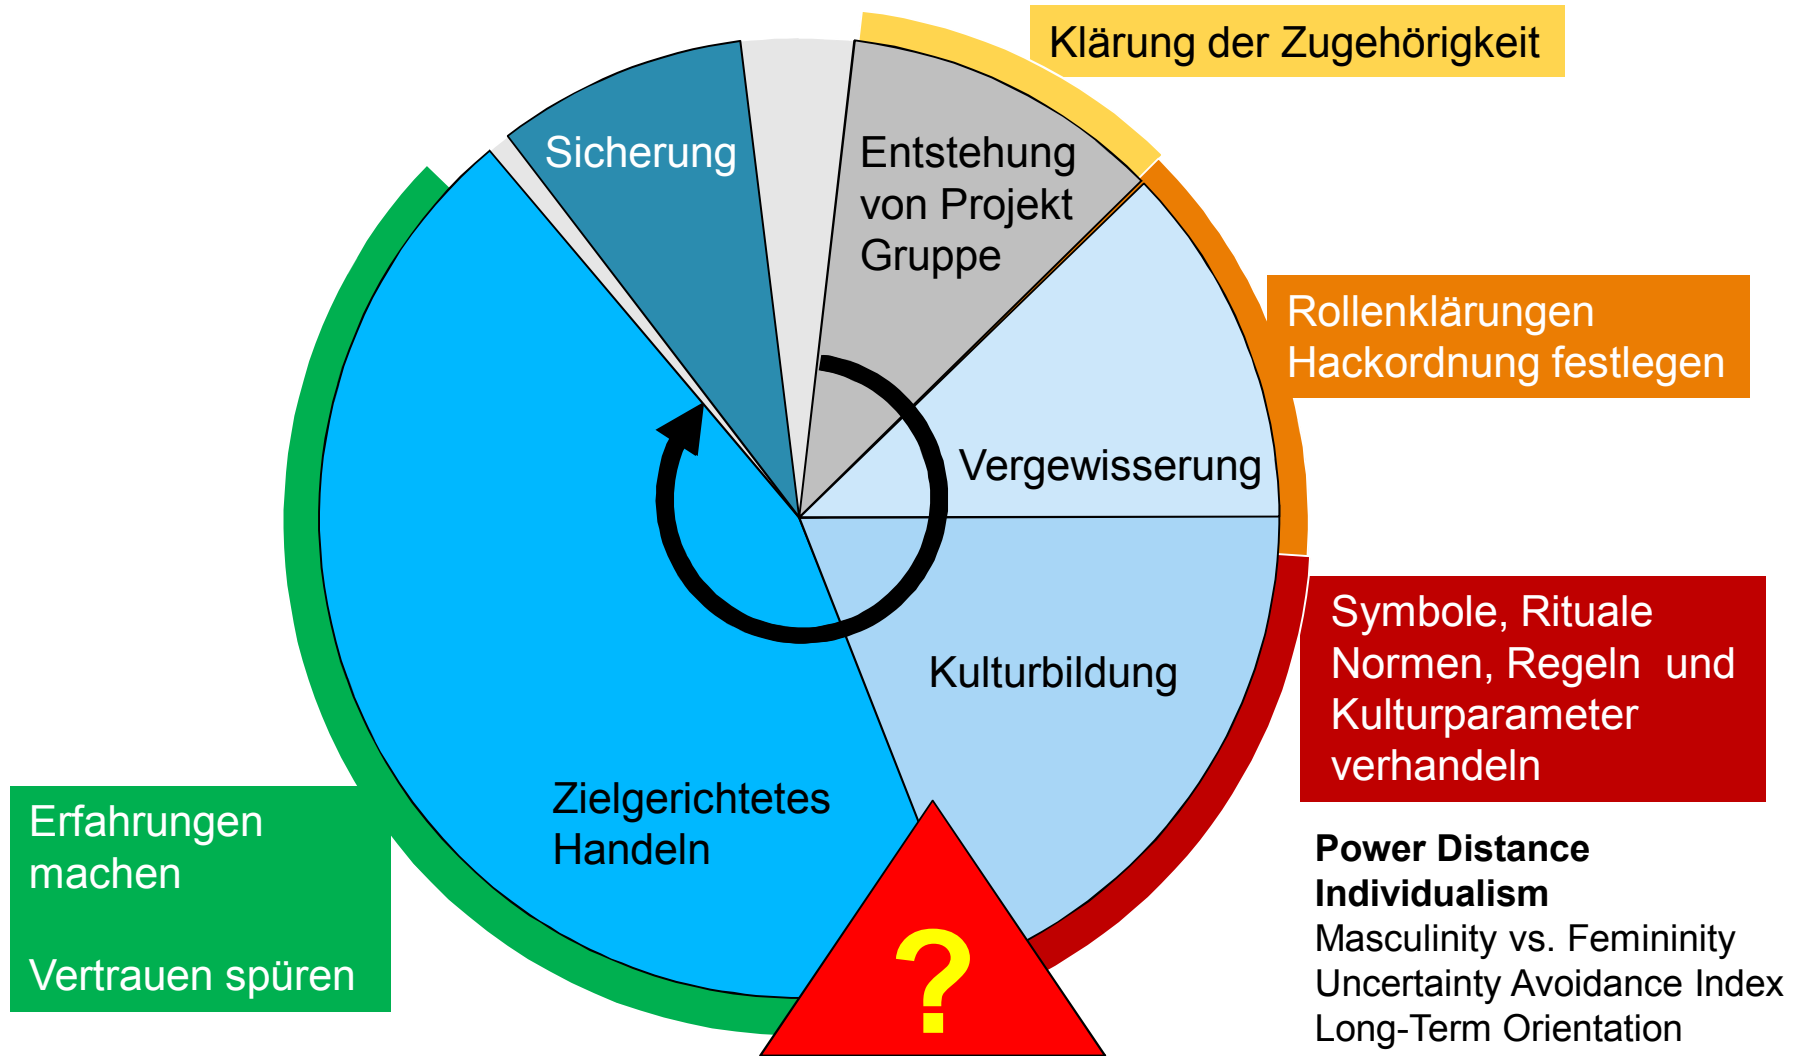 Klärung der Zugehörigkeit
Sicherung
Entstehung
von Projekt
Gruppe
Rollenklärungen
Hackordnung festlegen
Vergewisserung
Symbole, Rituale
Normen, Regeln und
Kulturparameter
verhandeln
Kulturbildung
Zielgerichtetes
Handeln
Erfahrungen
machen
Vertrauen spüren
?
Power Distance
Individualism
Masculinity vs. Femininity
Uncertainty Avoidance Index
Long-Term Orientation